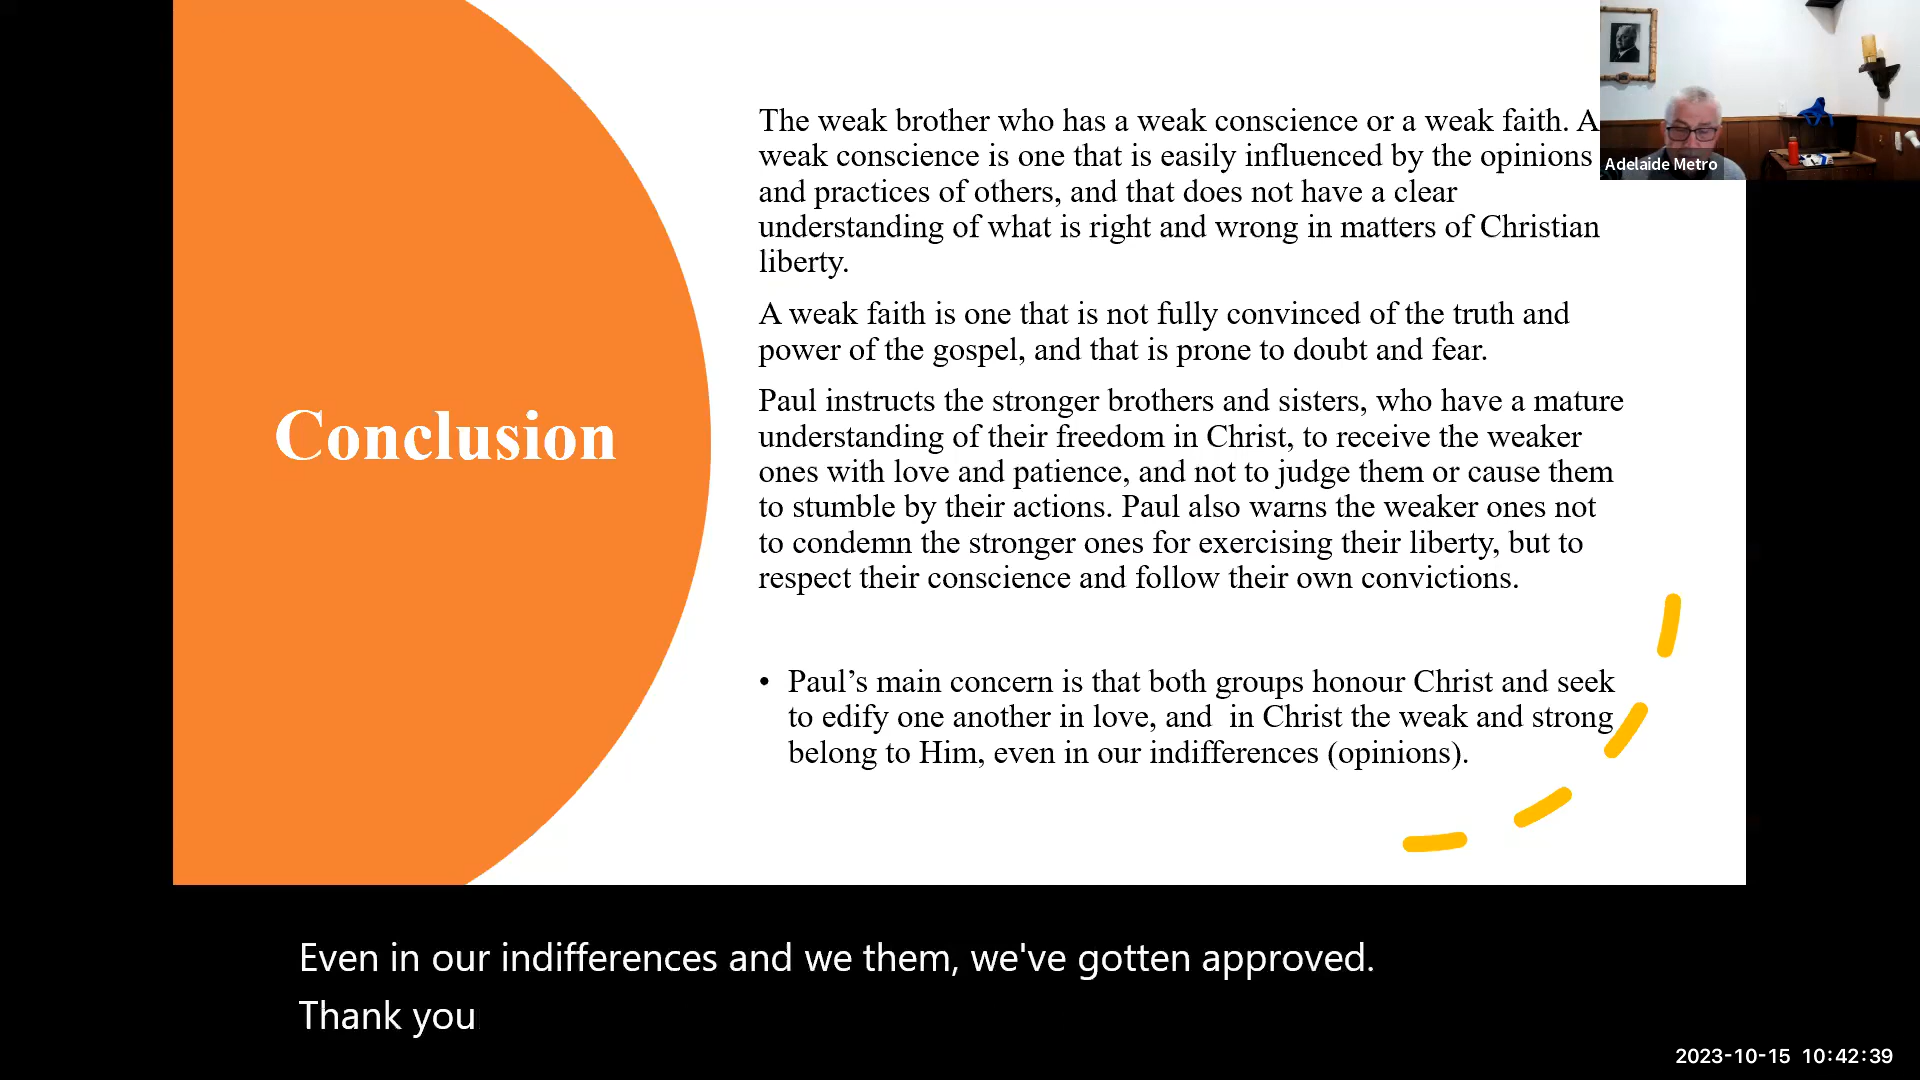 Conclusion
The weak brother who has a weak conscience or a weak faith. A
weak conscience is one that is easily influenced by the opinions
and practices of others, and that does not have a clear
understanding of what is right and wrong in matters of Christian
liberty.
A weak faith is one that is not fully convinced of the truth and
power of the gospel, and that is prone to doubt and fear.
Paul instructs the stronger brothers and sisters, who have a mature
understanding of their freedom in Christ, to receive the weaker
ones with love and patience, and not to judge them or cause them
to stumble by their actions. Paul also warns the weaker ones not
to condemn the stronger ones for exercising their liberty, but to
respect their conscience and follow their own convictions.
• Paul’s main concern is that both groups honour Christ and seek
to edify one another in love, and  in Christ the weak and strong
belong to Him, even in our indifferences (opinions).
Adelaide Metro
Even in our indifferences and we them, we've gotten approved.
Thank you
2023-10-15 10:42:39